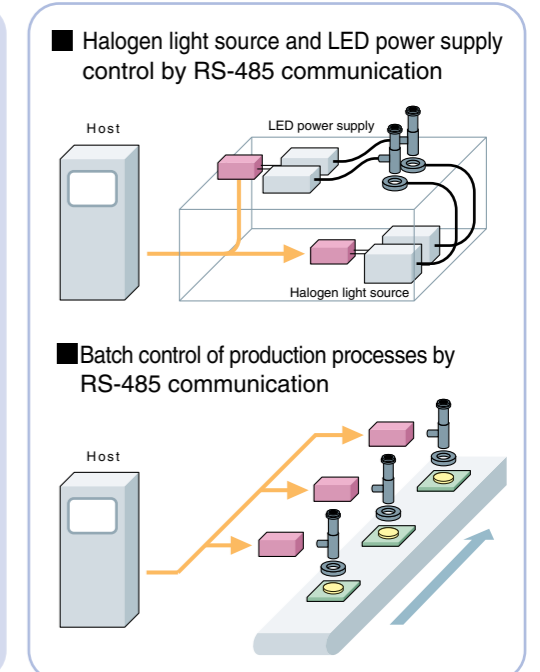 ■ Halogen light source and LED power supply
control by RS-485 communication
Host
LED power supply
Halogen light source
■Batch control of production processes by
RS-485 communication
Host